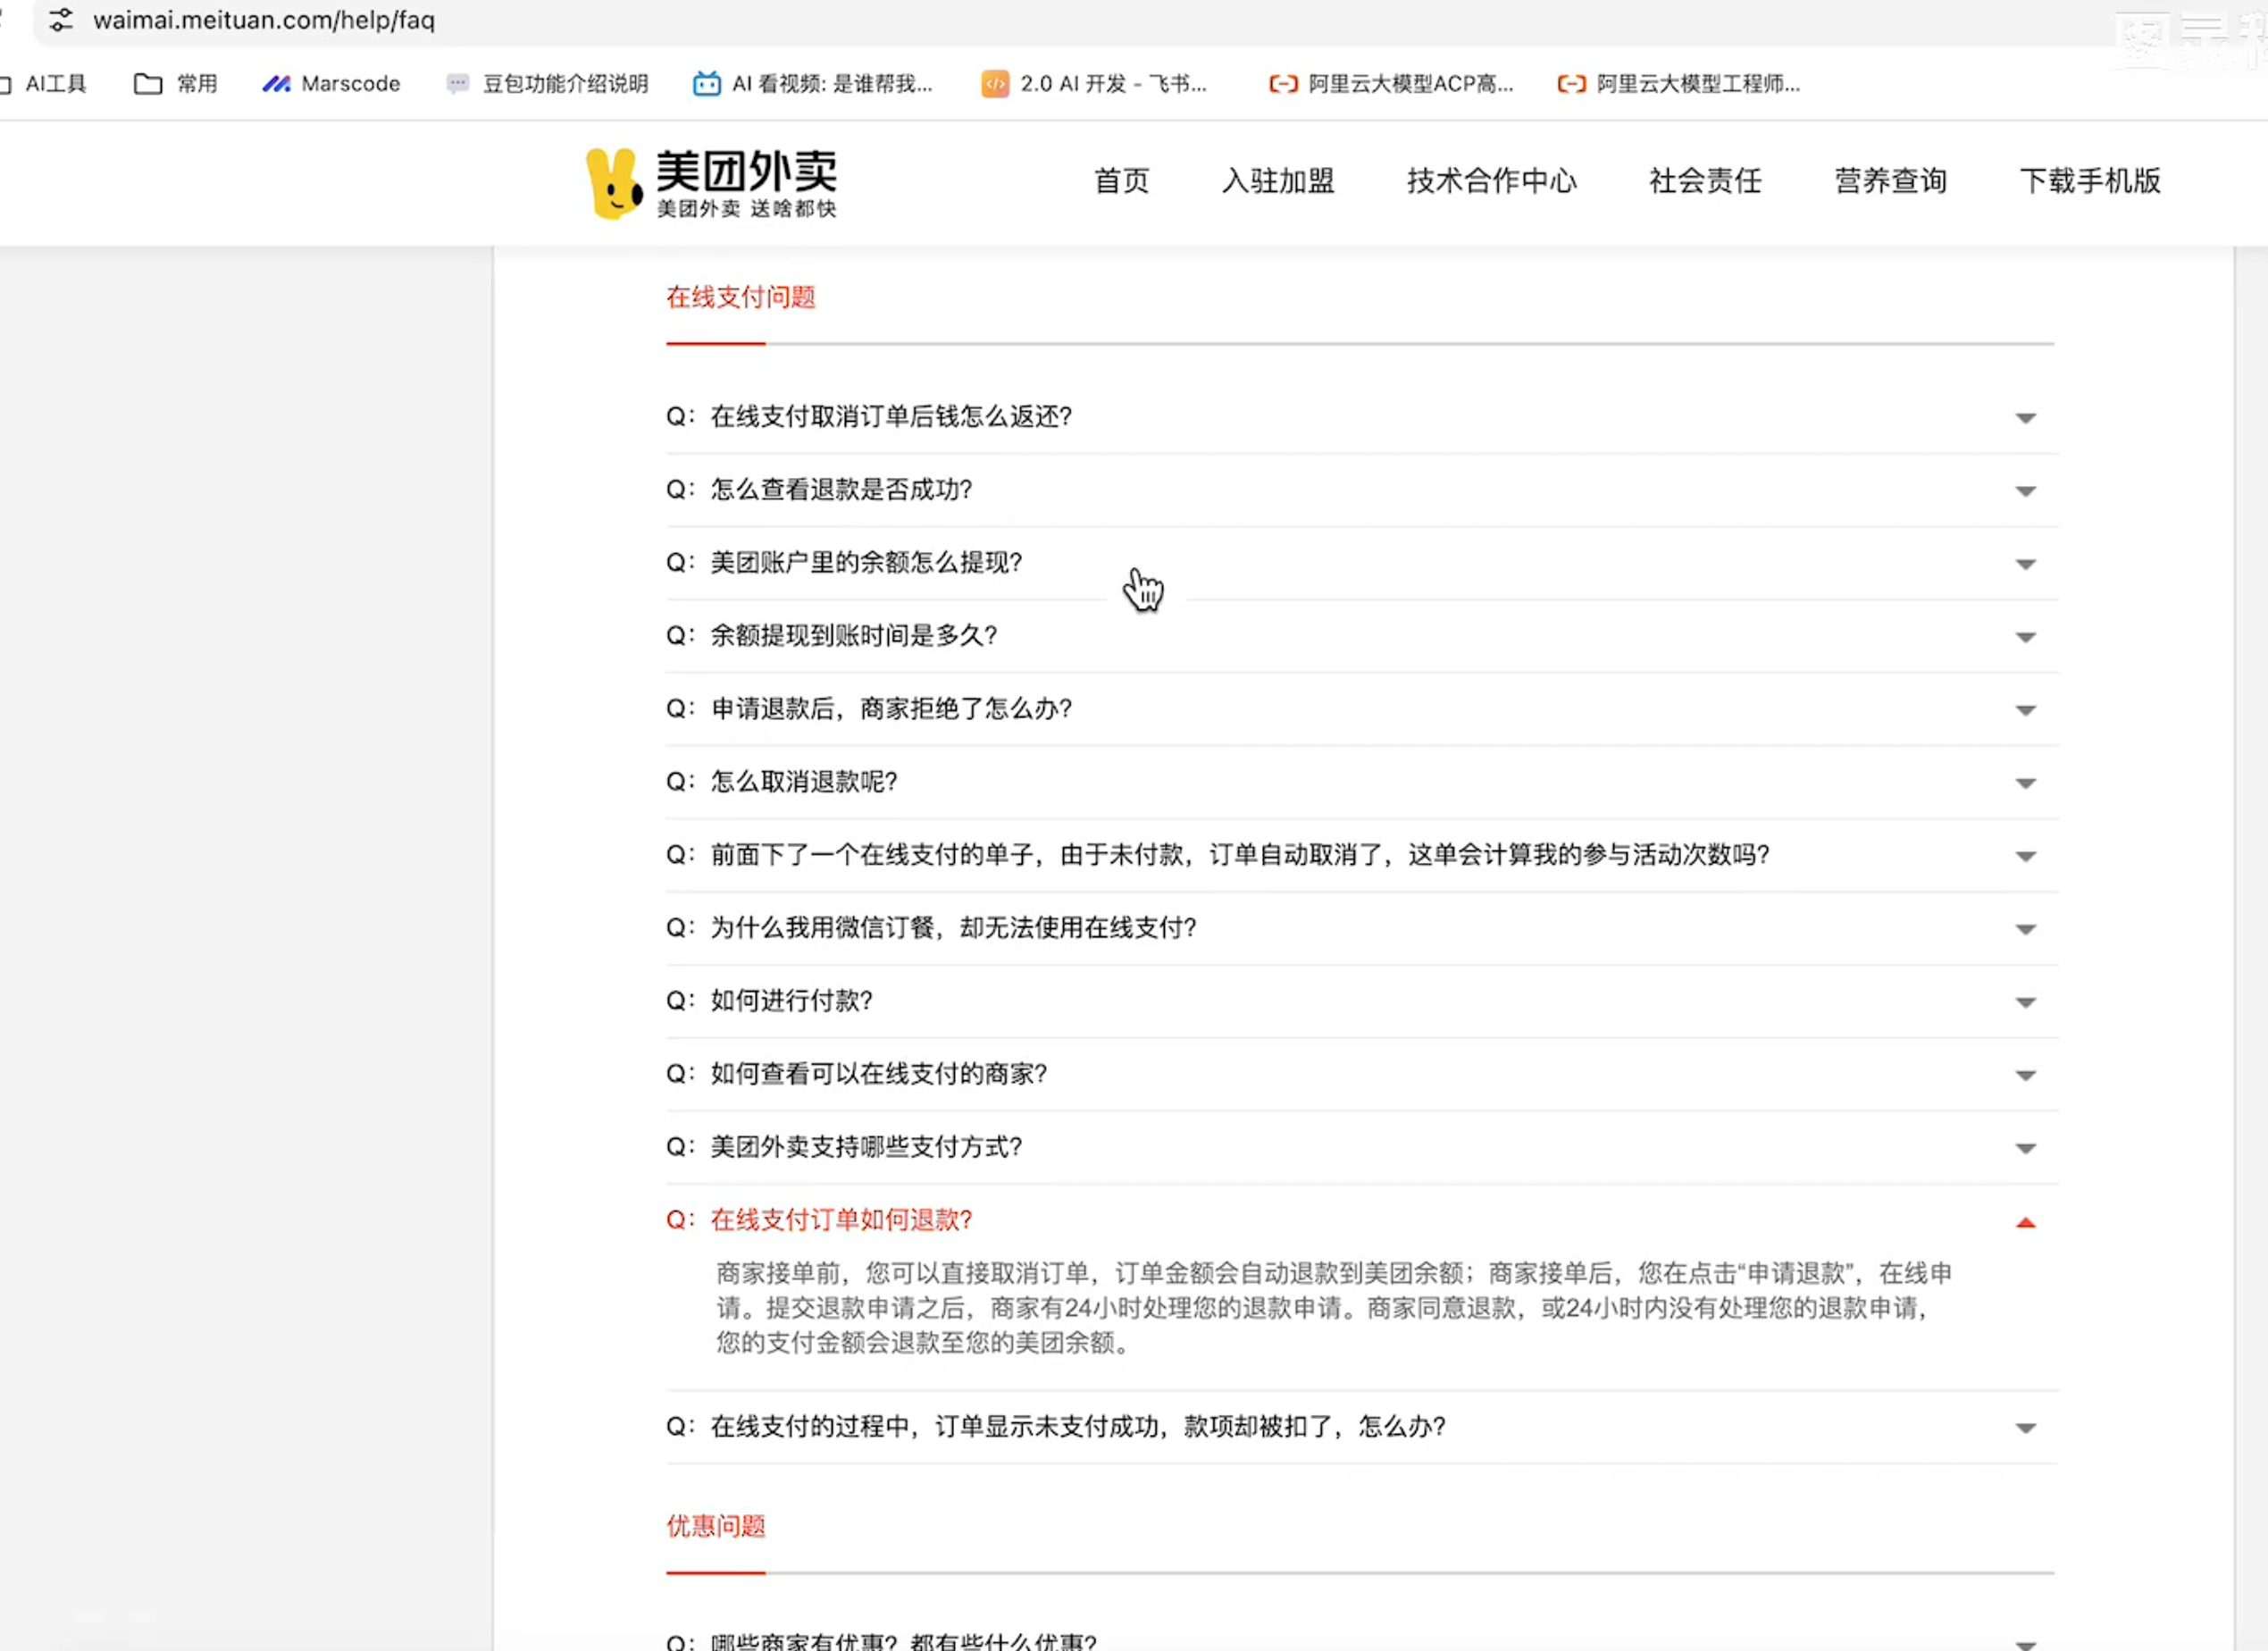 waimai.meituan.com/help/faq
AI工具
常用
Marscode
豆包功能介绍说明
AI 看视频: 是谁帮我...
2.0 AI 开发 - 飞书...
阿里云大模型ACP高...
阿里云大模型工程师...
美团外卖
美团外卖 送啥都快
首页
入驻加盟
技术合作中心
社会责任
营养查询
下载手机版
在线支付问题
Q: 在线支付取消订单后钱怎么返还?
Q: 怎么查看退款是否成功?
Q: 美团账户里的余额怎么提现?
Q: 余额提现到账时间是多久?
Q: 申请退款后，商家拒绝了怎么办?
Q: 怎么取消退款呢?
Q: 前面下了一个在线支付的单子，由于未付款，订单自动取消了，这单会计算我的参与活动次数吗?
Q: 为什么我用微信订餐，却无法使用在线支付?
Q: 如何进行付款?
Q: 如何查看可以在线支付的商家?
Q: 美团外卖支持哪些支付方式?
Q: 在线支付订单如何退款?
商家接单前，您可以直接取消订单，订单金额会自动退款到美团余额；商家接单后，您在点击“申请退款”，在线申
请。提交退款申请之后，商家有24小时处理您的退款申请。商家同意退款，或24小时内没有处理您的退款申请，
您的支付金额会退款至您的美团余额。
Q: 在线支付的过程中，订单显示未支付成功，款项却被扣了，怎么办?
优惠问题
Q: 哪些商家有优惠? 都有些什么优惠?